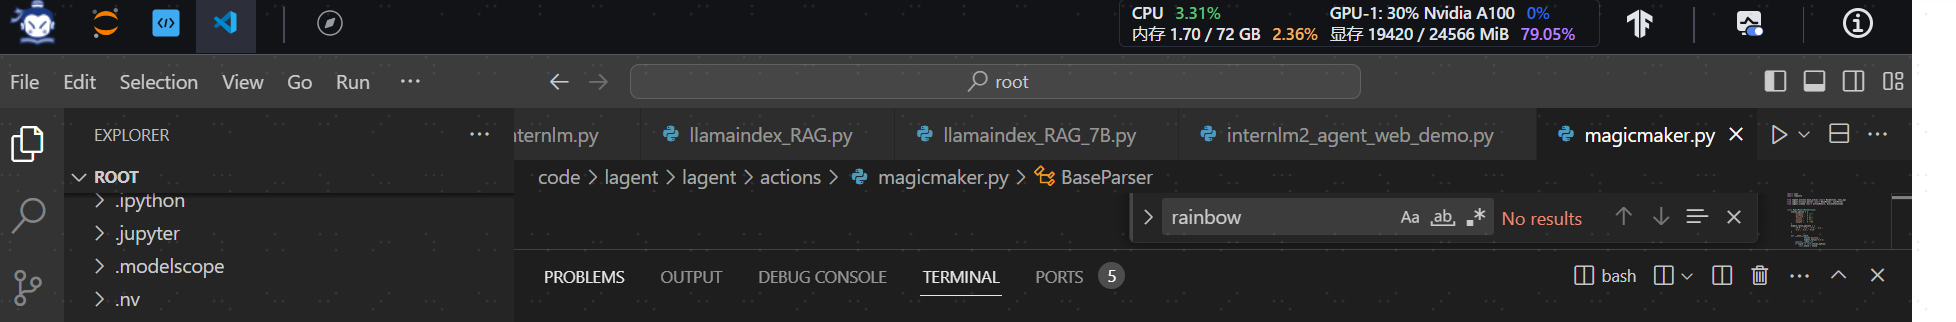 CPU 3.31% GPU-1: 30% Nvidia A100 0%
内存 1.70 / 72 GB 2.36% 显存 19420 / 24566 MiB 79.05%
File Edit Selection View Go Run ··· root
EXPLORER ··· nternlm.py llamaindex_RAG.py llamaindex_RAG_7B.py internlm2_agent_web_demo.py magicmaker.py
ROOT
code > lagent > lagent > actions > magicmaker.py > BaseParser
.ipython
rainbow Aa ab .* No results
.jupyter
.modelscope
.nv
PROBLEMS OUTPUT DEBUG CONSOLE TERMINAL PORTS 5 bash